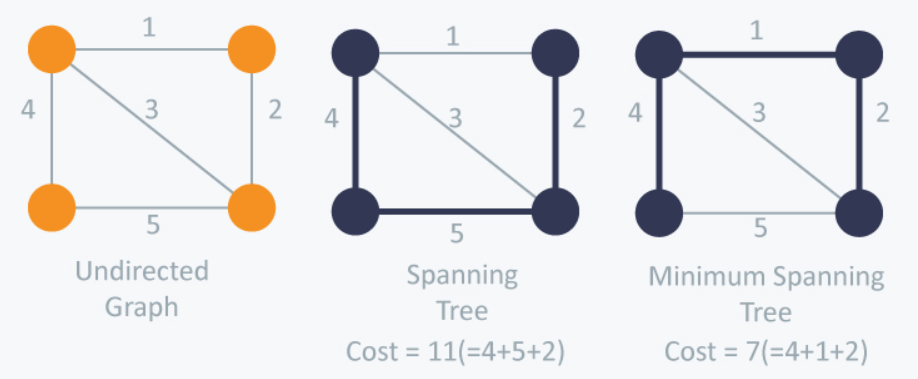 1
4
3
2
5
Undirected
Graph
1
4
3
2
5
Spanning
Tree
Cost = 11(=4+5+2)
1
4
3
2
5
Minimum Spanning
Tree
Cost = 7(=4+1+2)